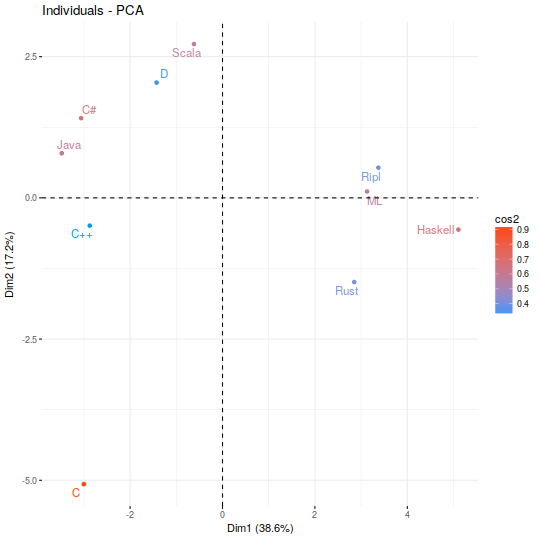 Individuals - PCA
Scala
D
C#
Java
Ripl
ML
C++
Haskell
Rust
C
2.5
0.0
-2.5
-5.0
-2
0
2
4
Dim1 (38.6%)
Dim2 (17.2%)
cos2
0.9
0.8
0.7
0.6
0.5
0.4